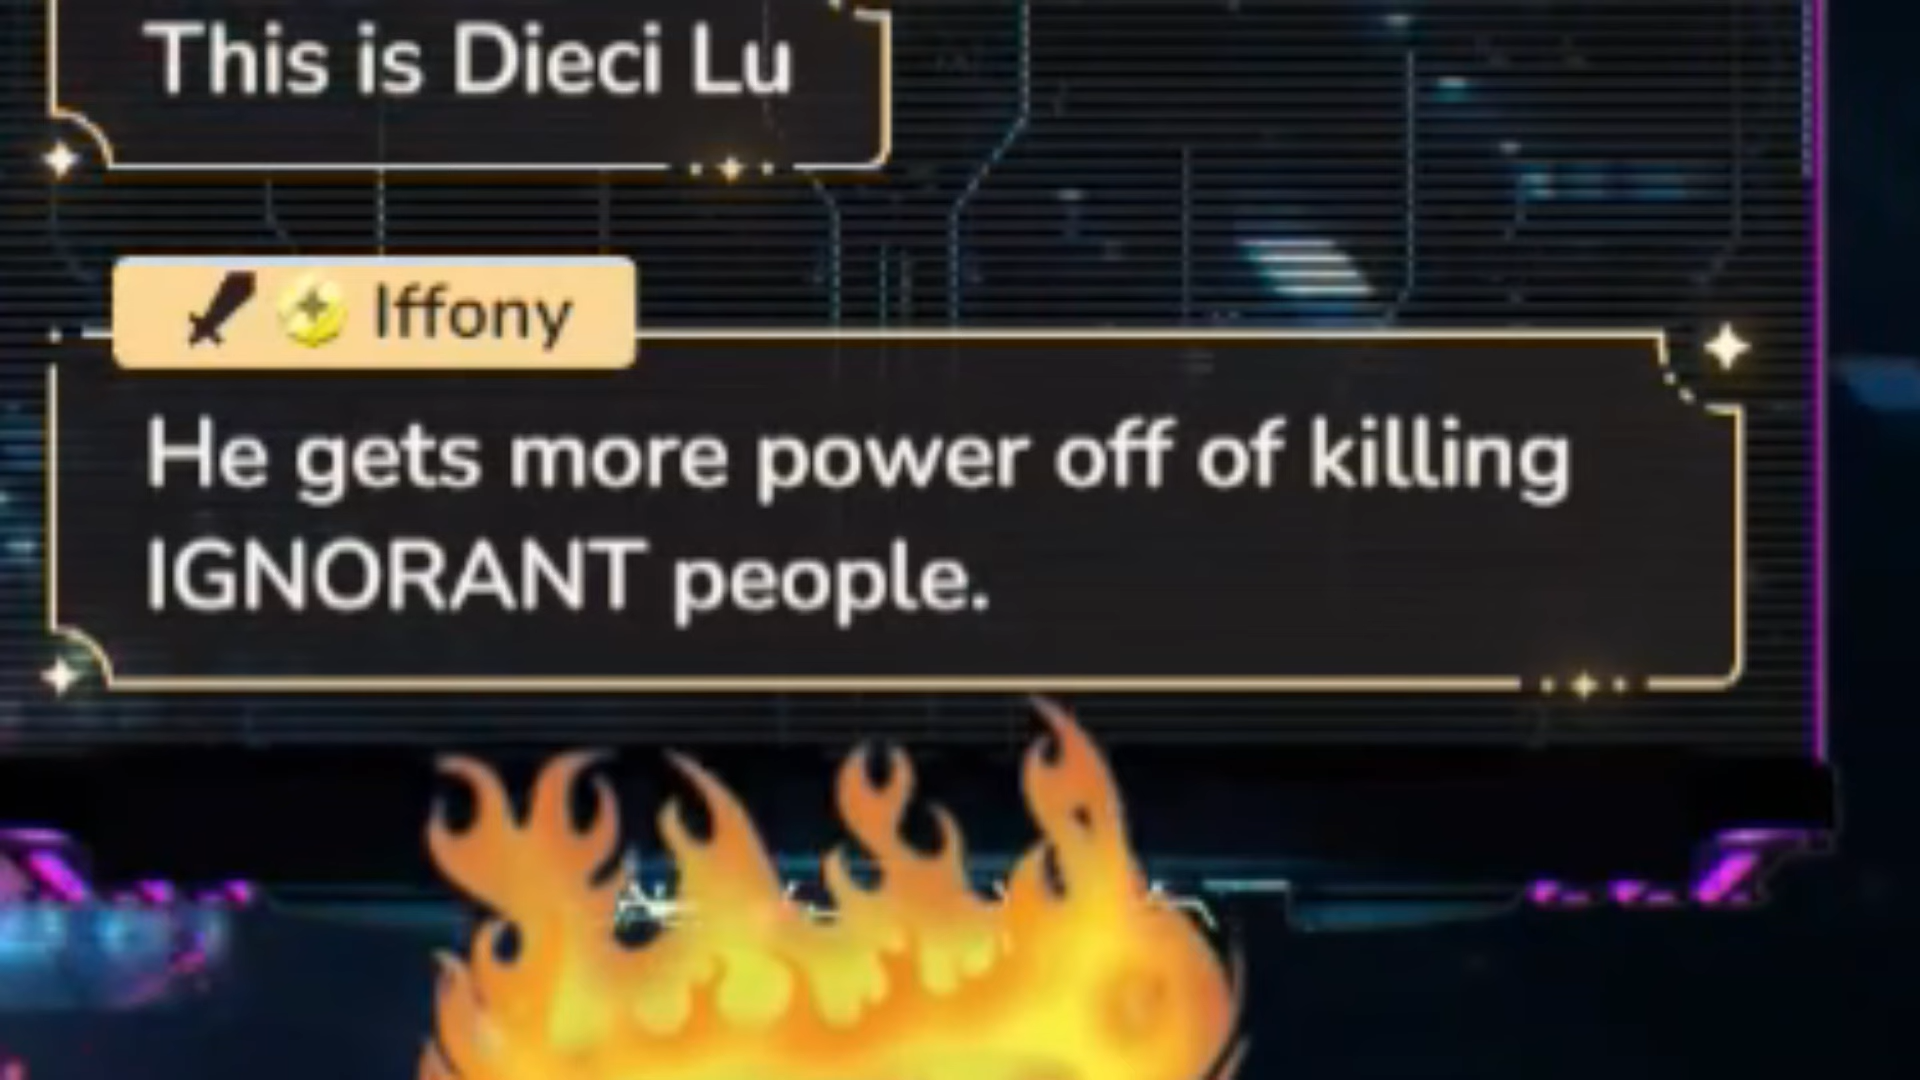 This is Dieci Lu
Iffony
He gets more power off of killing
IGNORANT people.